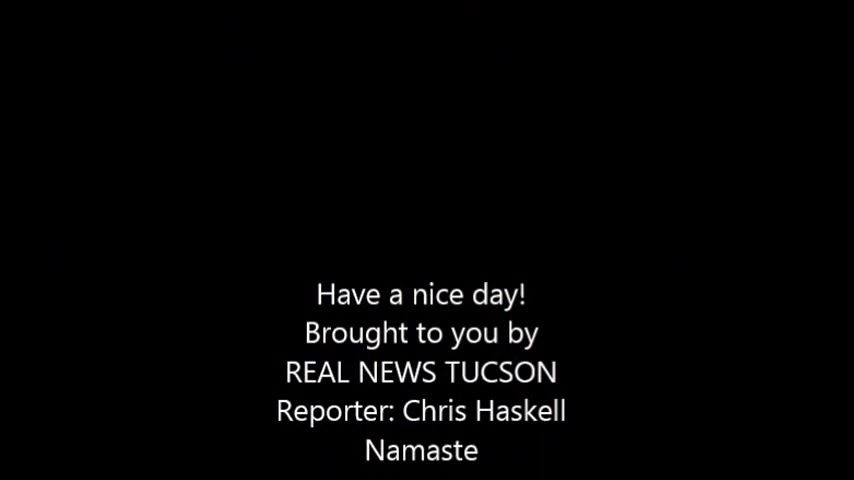 Have a nice day!
Brought to you by
REAL NEWS TUCSON
Reporter: Chris Haskell
Namaste